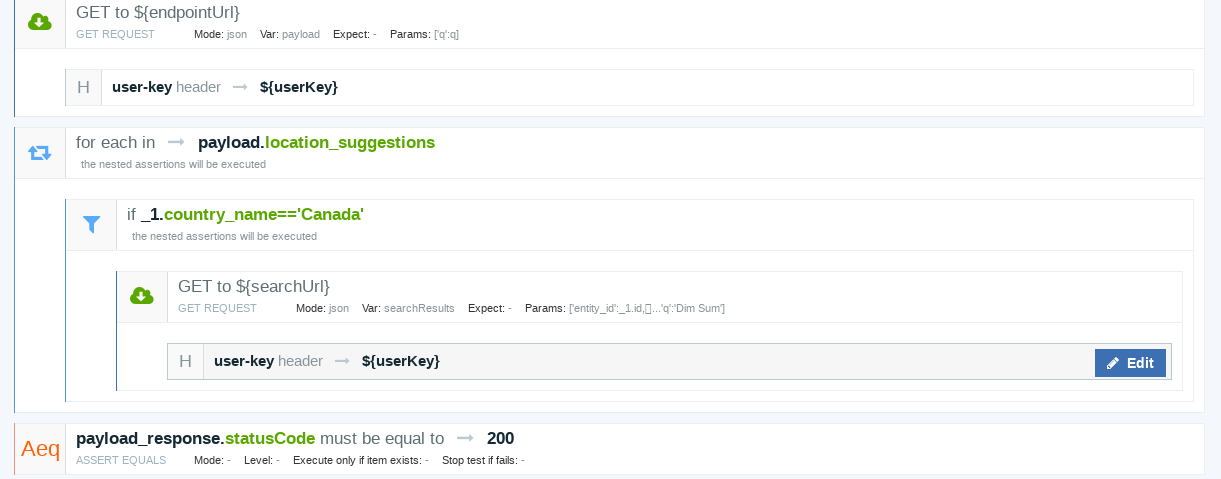 GET to ${endpointUrl}
GET REQUEST Mode: json Var: payload Expect: - Params: ['q':q]
H user-key header → ${userKey}
for each in → payload.location_suggestions
the nested assertions will be executed
if _1.country_name=='Canada'
the nested assertions will be executed
GET to ${searchUrl}
GET REQUEST Mode: json Var: searchResults Expect: - Params: ['entity_id':_1.id,▯...'q':'Dim Sum']
H user-key header → ${userKey} Edit
Aeq payload_response.statusCode must be equal to → 200
ASSERT EQUALS Mode: - Level: - Execute only if item exists: - Stop test if fails: -